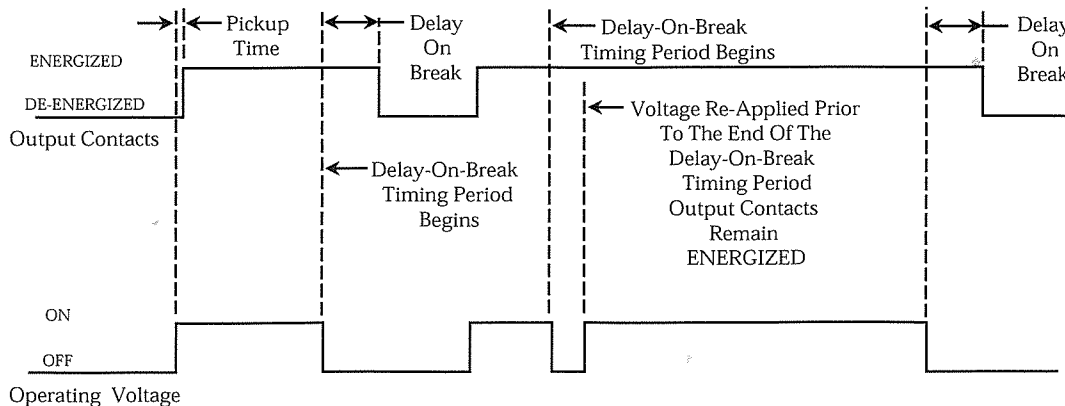 Pickup
Time
Delay
On
Break
Delay-On-Break
Timing Period Begins
Delay
On
Break
ENERGIZED
DE-ENERGIZED
Output Contacts
Delay-On-Break
Timing Period
Begins
Voltage Re-Applied Prior
To The End Of The
Delay-On-Break
Timing Period
Output Contacts
Remain
ENERGIZED
ON
OFF
Operating Voltage